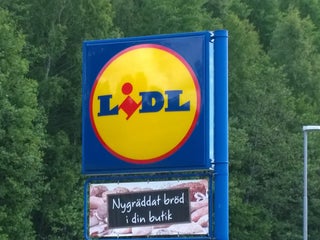 LIDL
Nygräddat bröd
i din butik